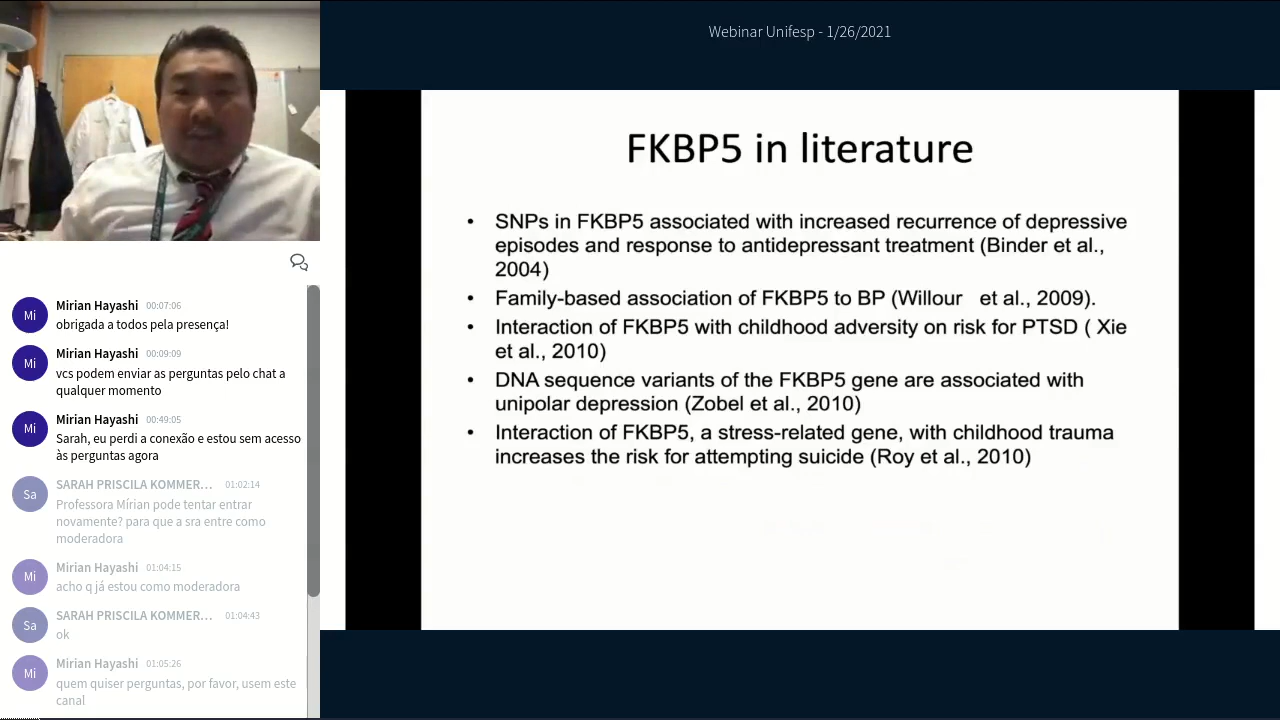 Webinar Unifesp - 1/26/2021
FKBP5 in literature
• SNPs in FKBP5 associated with increased recurrence of depressive
episodes and response to antidepressant treatment (Binder et al.,
2004)
• Family-based association of FKBP5 to BP (Willour et al., 2009).
• Interaction of FKBP5 with childhood adversity on risk for PTSD ( Xie
et al., 2010)
• DNA sequence variants of the FKBP5 gene are associated with
unipolar depression (Zobel et al., 2010)
• Interaction of FKBP5, a stress-related gene, with childhood trauma
increases the risk for attempting suicide (Roy et al., 2010)
Mi
Mirian Hayashi 00:07:06
obrigada a todos pela presença!
Mi
Mirian Hayashi 00:09:09
vcs podem enviar as perguntas pelo chat a
qualquer momento
Mi
Mirian Hayashi 00:49:05
Sarah, eu perdi a conexão e estou sem acesso
às perguntas agora
Sa
SARAH PRISCILA KOMMER... 01:02:14
Professora Mírian pode tentar entrar
novamente? para que a sra entre como
moderadora
Mi
Mirian Hayashi 01:04:15
acho q já estou como moderadora
Sa
SARAH PRISCILA KOMMER... 01:04:43
ok
Mi
Mirian Hayashi 01:05:26
quem quiser perguntas, por favor, usem este
canal